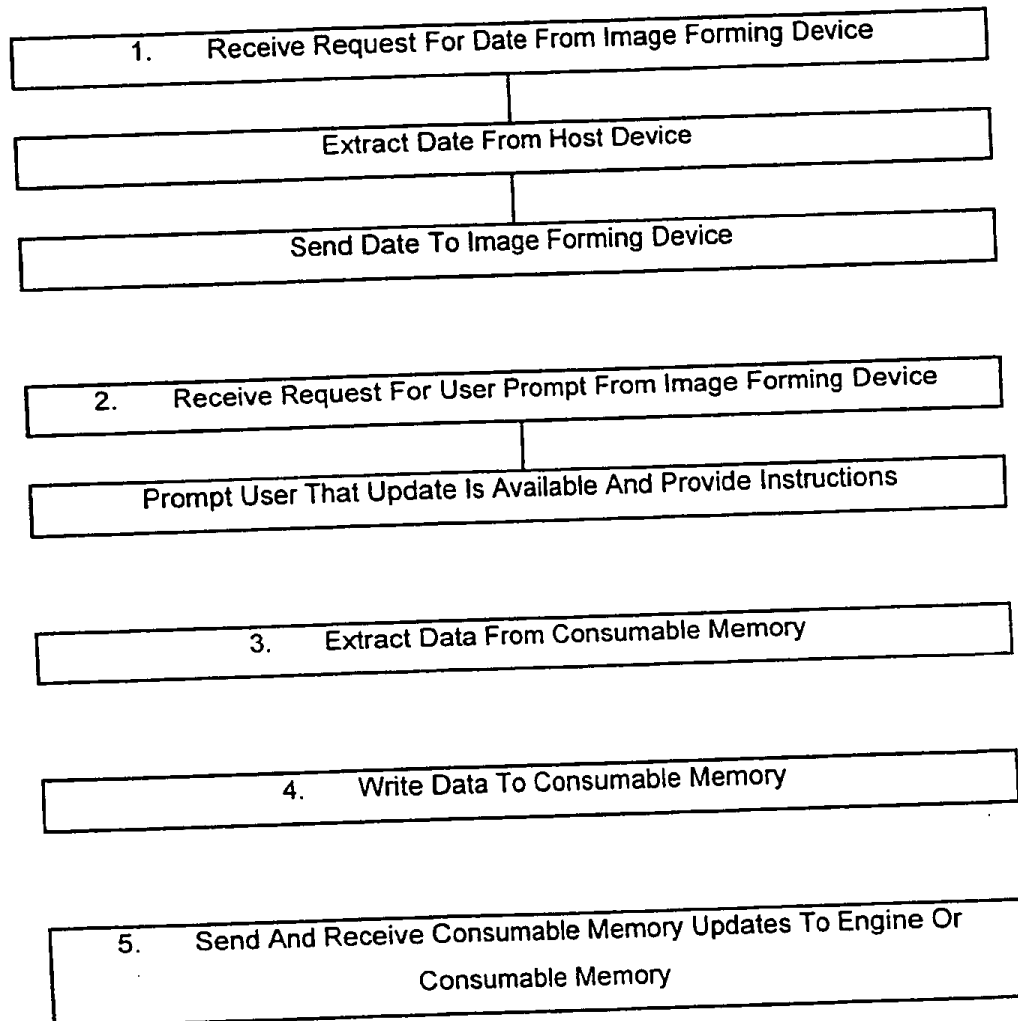 1. Receive Request For Date From Image Forming Device
Extract Date From Host Device
Send Date To Image Forming Device
2. Receive Request For User Prompt From Image Forming Device
Prompt User That Update Is Available And Provide Instructions
3. Extract Data From Consumable Memory
4. Write Data To Consumable Memory
5. Send And Receive Consumable Memory Updates To Engine Or
Consumable Memory